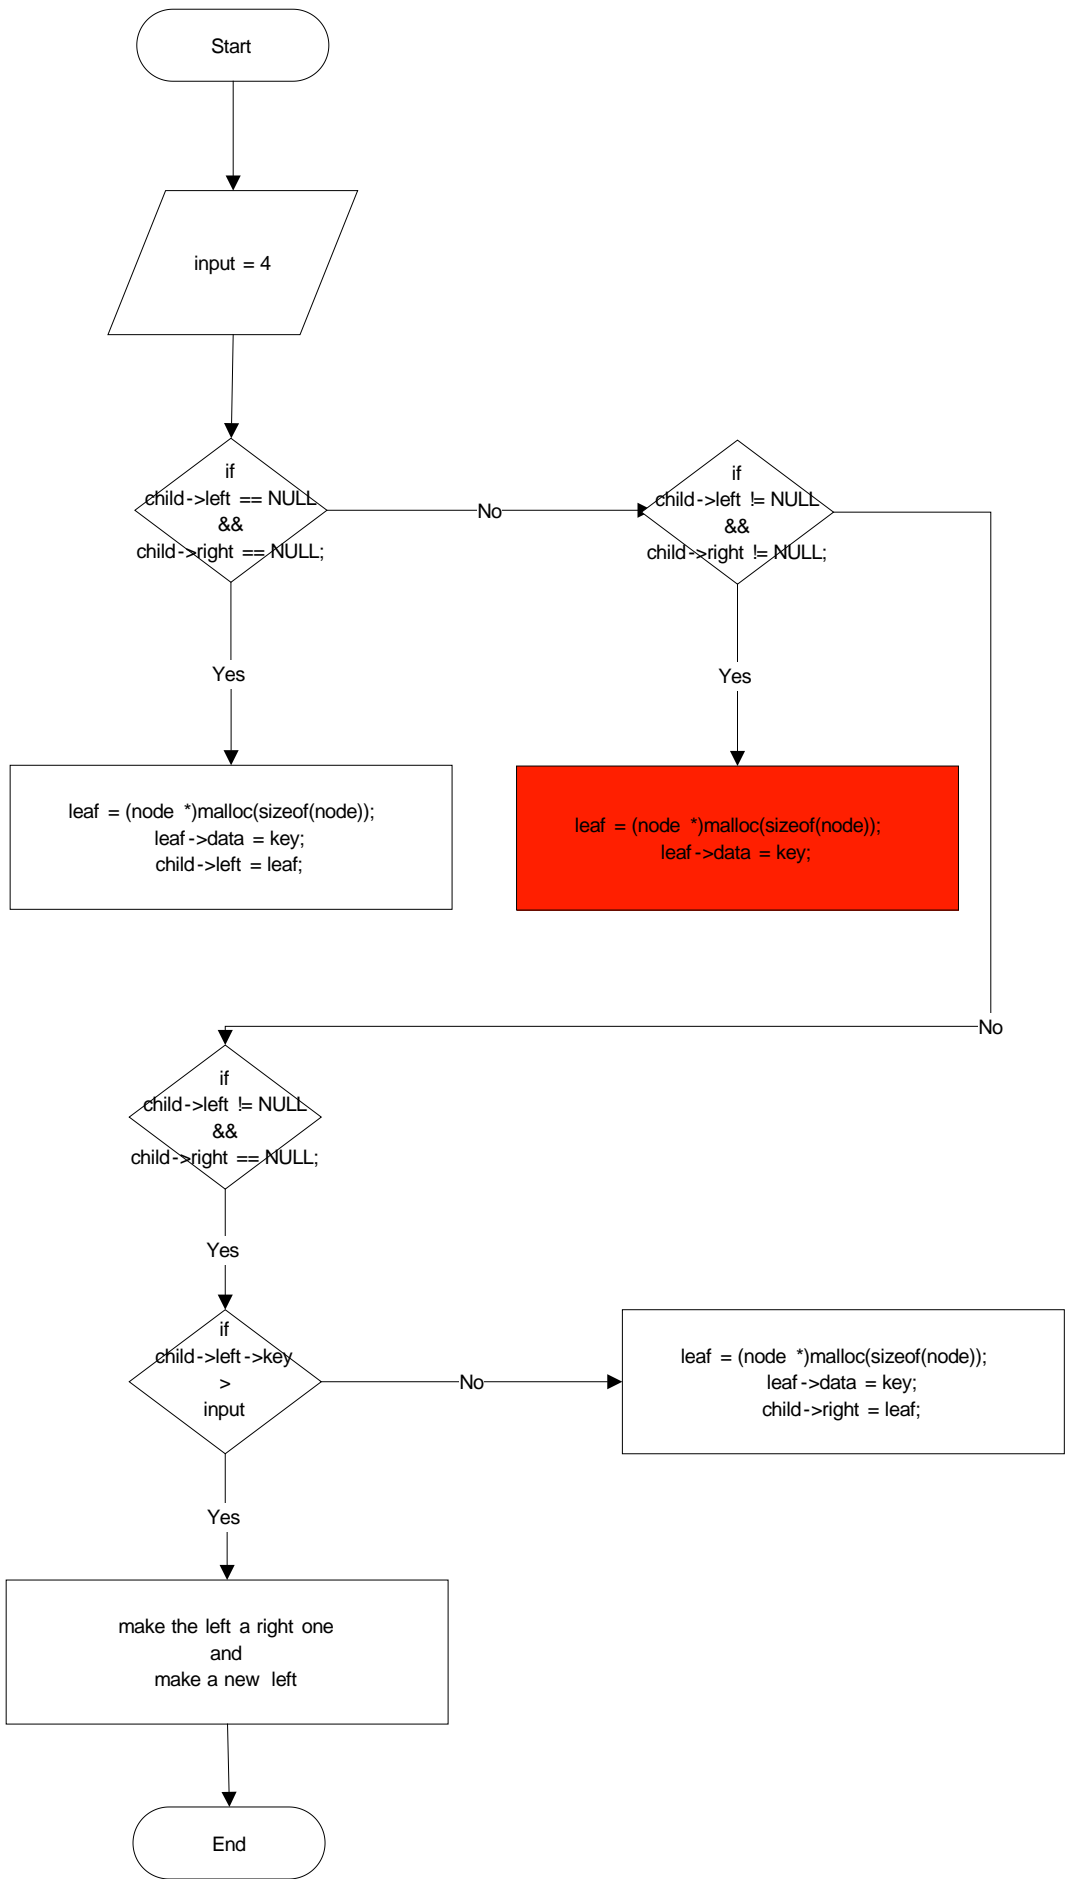 Start
input = 4
if
child->left == NULL
&&
child->right == NULL;
No
if
child->left != NULL
&&
child->right != NULL;
Yes
Yes
leaf = (node *)malloc(sizeof(node));
leaf->data = key;
child->left = leaf;
leaf = (node *)malloc(sizeof(node));
leaf->data = key;
No
if
child->left != NULL
&&
child->right == NULL;
Yes
if
child->left->key
>
input
No
leaf = (node *)malloc(sizeof(node));
leaf->data = key;
child->right = leaf;
Yes
make the left a right one
and
make a new left
End